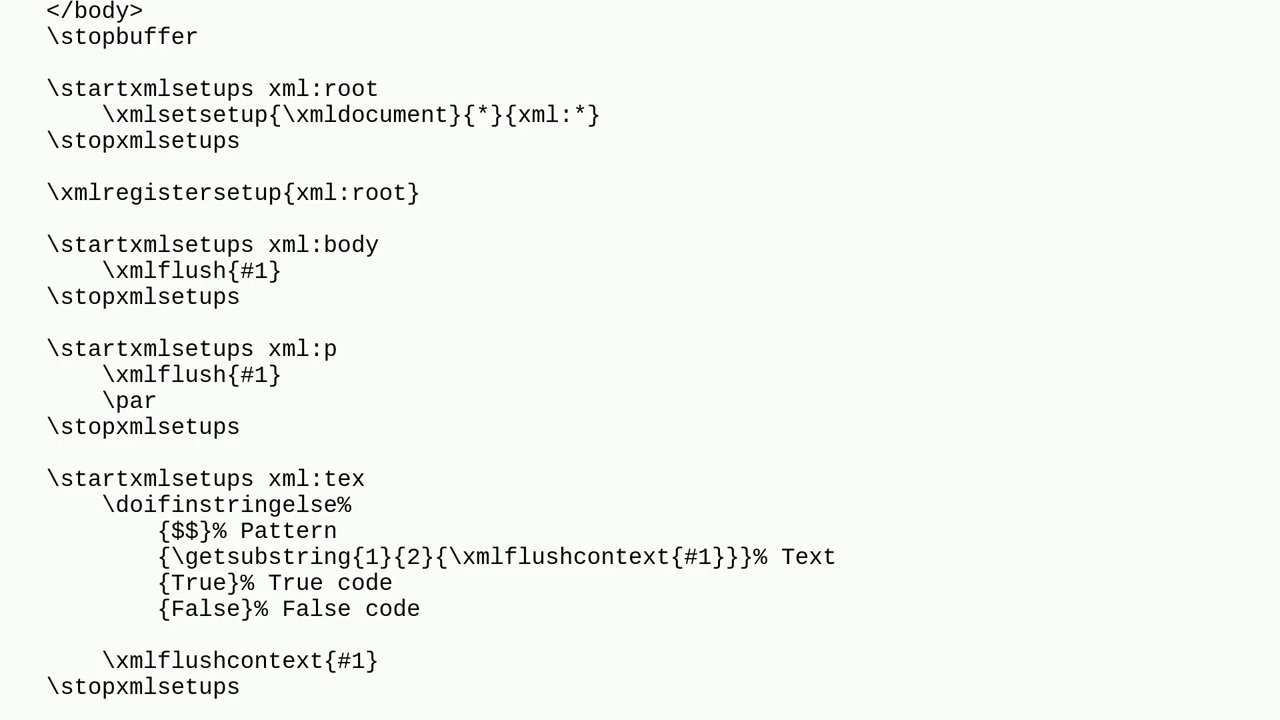 </body>
\stopbuffer

\startxmlsetups xml:root
    \xmlsetsetup{\xmldocument}{*}{xml:*}
\stopxmlsetups

\xmlregistersetup{xml:root}

\startxmlsetups xml:body
    \xmlflush{#1}
\stopxmlsetups

\startxmlsetups xml:p
    \xmlflush{#1}
    \par
\stopxmlsetups

\startxmlsetups xml:tex
    \doifinstringelse%
        {$$}% Pattern
        {\getsubstring{1}{2}{\xmlflushcontext{#1}}}% Text
        {True}% True code
        {False}% False code

    \xmlflushcontext{#1}
\stopxmlsetups